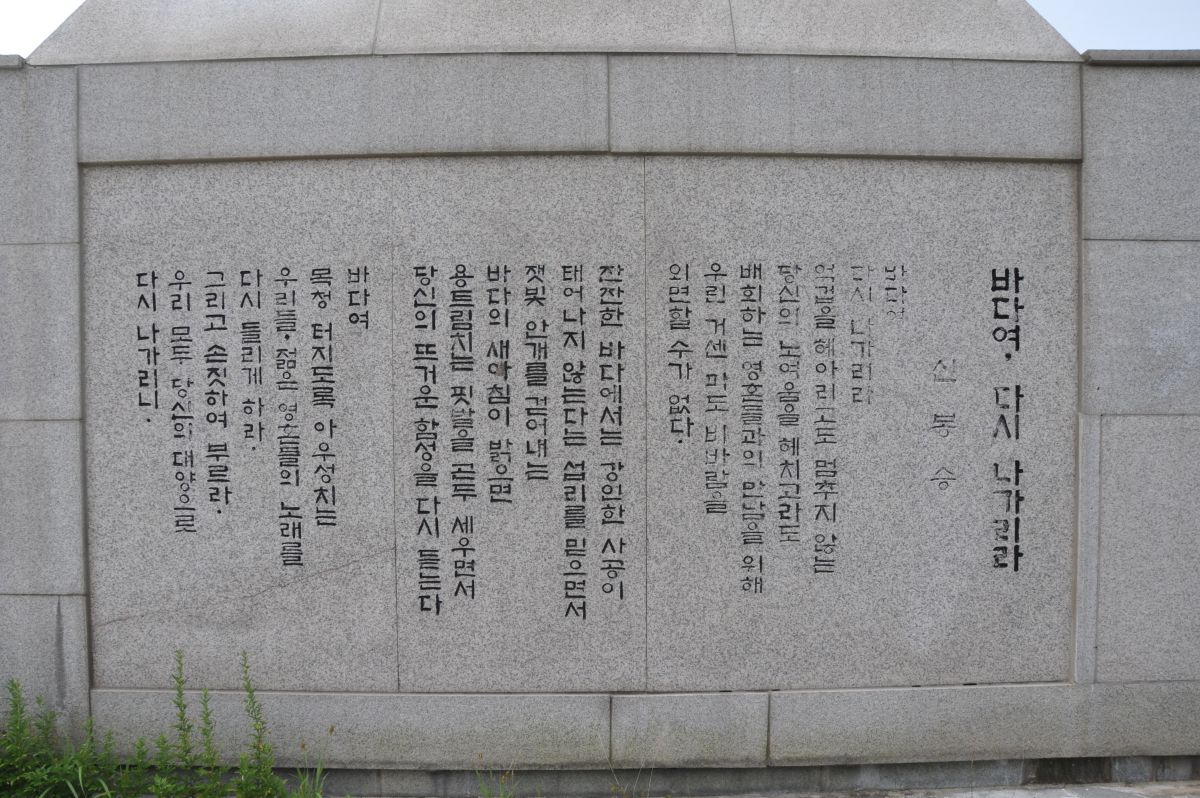 바다여, 다시 나가리라
신 봉 승
바다여
다시 나가리라
억겁을 헤아리고도 멈추지 않는
당신의 노여움을 헤치고라도
배회하는 영혼들과의 만남을 위해
우린 거센 파도 비바람을
외면할 수가 없다.
잔잔한 바다에서는 강인한 사공이
태어나지 않는다는 섭리를 믿으면서
잿빛 안개를 걷어내는
바다의 새아침이 밝으면
용트림치는 핏발을 곤두 세우면서
당신의 뜨거운 함성을 다시 듣는다
바다여
목청 터지도록 아우성치는
우리들, 젊은 영혼들의 노래를
다시 들리게 하라.
그리고 손짓하여 부르라.
우리 모두 당신의 대양으로
다시 나가리니.